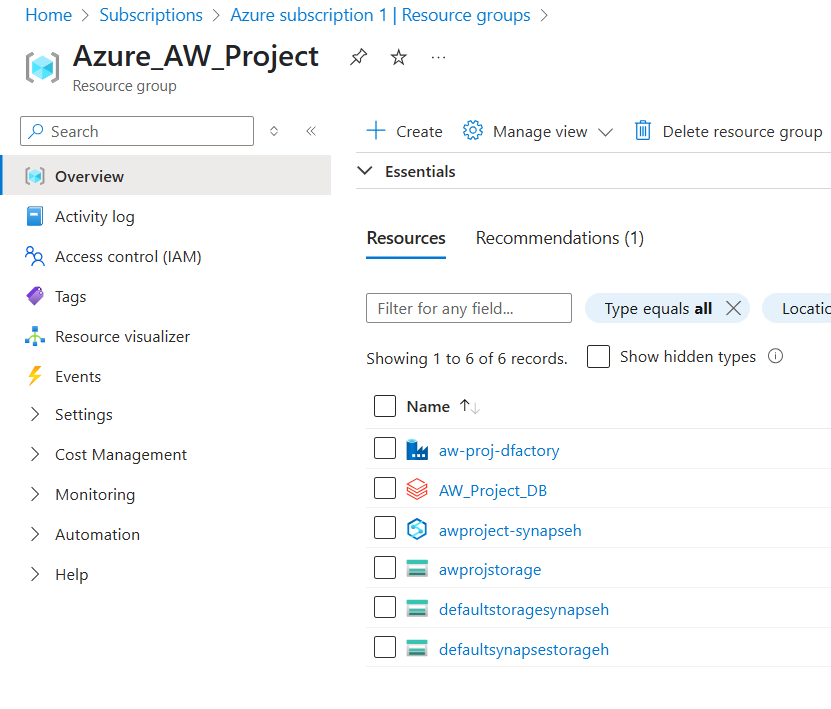 Home > Subscriptions > Azure subscription 1 | Resource groups >
Azure_AW_Project
Resource group
Search
Overview
Activity log
Access control (IAM)
Tags
Resource visualizer
Events
Settings
Cost Management
Monitoring
Automation
Help
Create Manage view Delete resource group
Essentials
Resources Recommendations (1)
Filter for any field... Type equals all Locatio
Showing 1 to 6 of 6 records. Show hidden types
Name
aw-proj-dfactory
AW_Project_DB
awproject-synapseh
awprojstorage
defaultstoragesynapseh
defaultsynapsestorageh